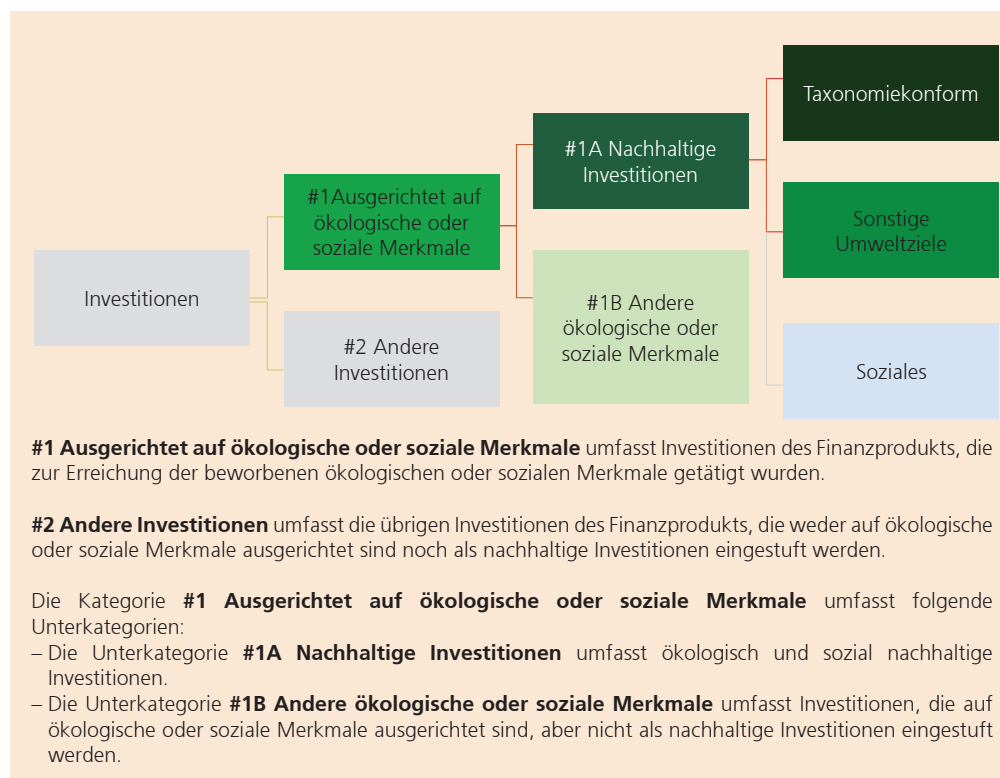 Taxonomiekonform
#1A Nachhaltige
Investitionen
#1Ausgerichtet auf
ökologische oder
soziale Merkmale
Sonstige
Umweltziele
Investitionen
#1B Andere
ökologische oder
soziale Merkmale
#2 Andere
Investitionen
Soziales
#1 Ausgerichtet auf ökologische oder soziale Merkmale umfasst Investitionen des Finanzprodukts, die
zur Erreichung der beworbenen ökologischen oder sozialen Merkmale getätigt wurden.
#2 Andere Investitionen umfasst die übrigen Investitionen des Finanzprodukts, die weder auf ökologische
oder soziale Merkmale ausgerichtet sind noch als nachhaltige Investitionen eingestuft werden.
Die Kategorie #1 Ausgerichtet auf ökologische oder soziale Merkmale umfasst folgende
Unterkategorien:
– Die Unterkategorie #1A Nachhaltige Investitionen umfasst ökologisch und sozial nachhaltige
Investitionen.
– Die Unterkategorie #1B Andere ökologische oder soziale Merkmale umfasst Investitionen, die auf
ökologische oder soziale Merkmale ausgerichtet sind, aber nicht als nachhaltige Investitionen eingestuft
werden.